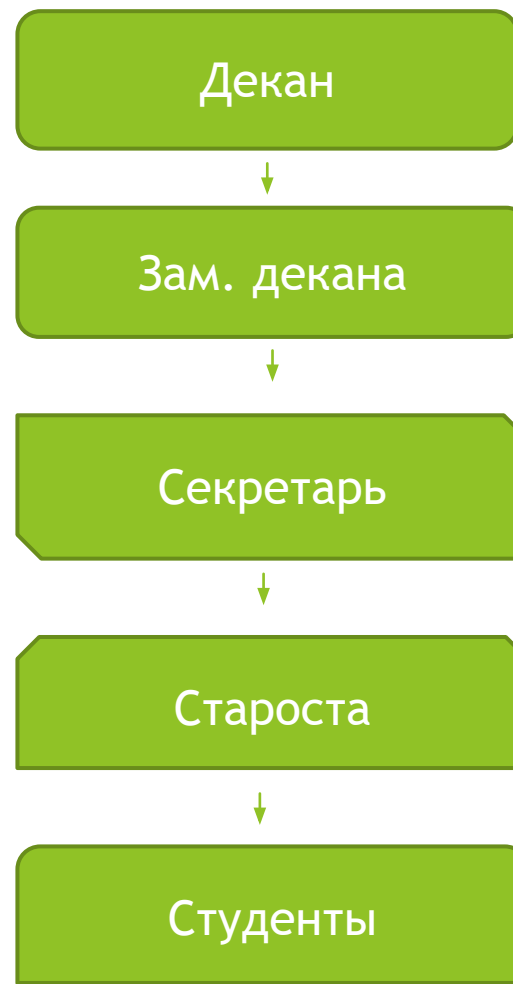 Декан
Зам. декана
Секретарь
Староста
Студенты